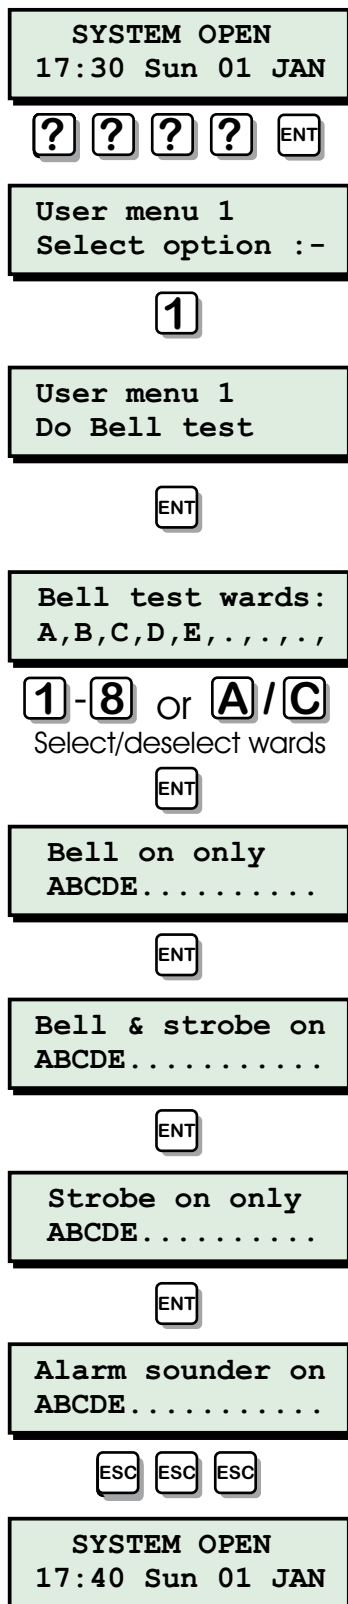 SYSTEM OPEN
17:30 Sun 01 JAN
? ? ? ? ENT
User menu 1
Select option :-
1
User menu 1
Do Bell test
ENT
Bell test wards:
A,B,C,D,E,.,.,.,
1-8 or A/C
Select/deselect wards
ENT
Bell on only
ABCDE..........
ENT
Bell & strobe on
ABCDE...........
ENT
Strobe on only
ABCDE..........
ENT
Alarm sounder on
ABCDE...........
ESC ESC ESC
SYSTEM OPEN
17:40 Sun 01 JAN